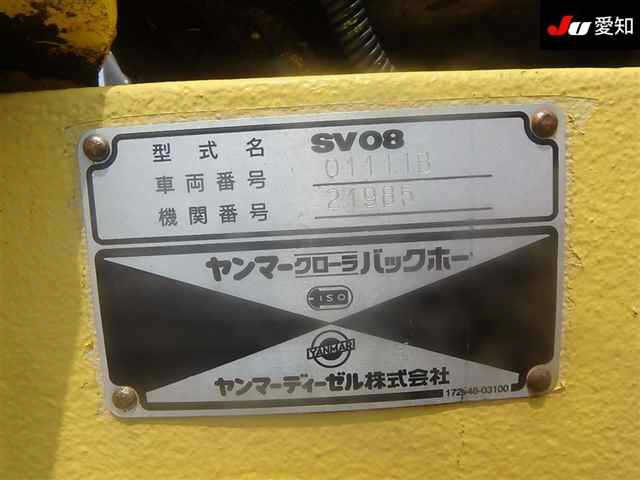 JU 愛知
型式名 SV08
車両番号 01111B
機関番号 21985
ヤンマークローラバックホー
ISO
YANMAR
ヤンマーディーゼル株式会社
172948-03100